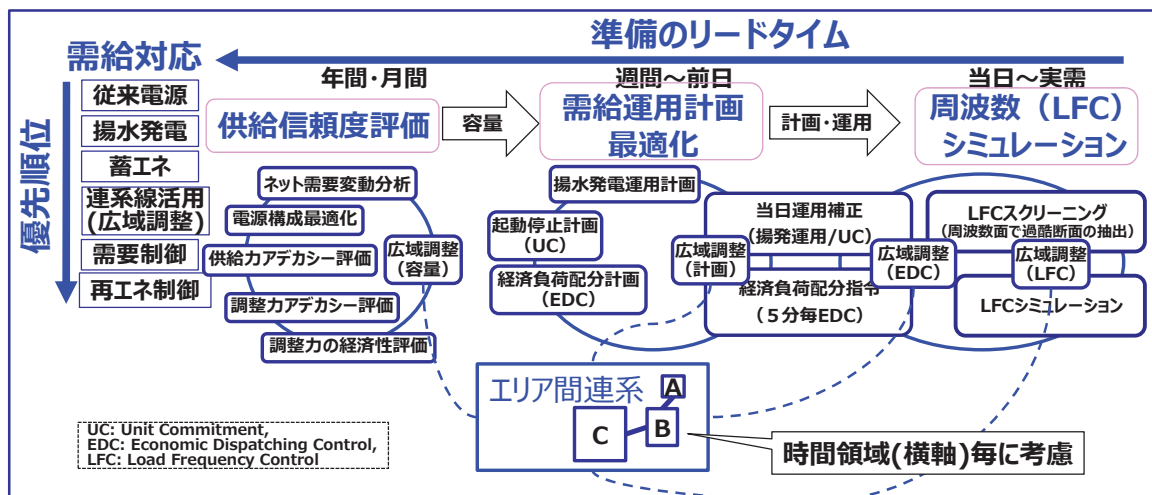 準備のリードタイム
需給対応
優先順位
従来電源
揚水発電
蓄エネ
連系線活用
(広域調整)
需要制御
再エネ制御
年間・月間
供給信頼度評価
容量
週間～前日
需給運用計画
最適化
計画・運用
当日～実需
周波数（LFC）
シミュレーション
ネット需要変動分析
電源構成最適化
供給力アデカシー評価
調整力アデカシー評価
調整力の経済性評価
広域調整
(容量)
揚水発電運用計画
起動停止計画
(UC)
経済負荷配分計画
(EDC)
広域調整
(計画)
当日運用補正
(揚発運用/UC)
経済負荷配分指令
(５分毎EDC)
広域調整
(EDC)
LFCスクリーニング
(周波数面で過酷断面の抽出)
広域調整
(LFC)
LFCシミュレーション
エリア間連系
A
B
C
時間領域(横軸)毎に考慮
UC: Unit Commitment,
EDC: Economic Dispatching Control,
LFC: Load Frequency Control